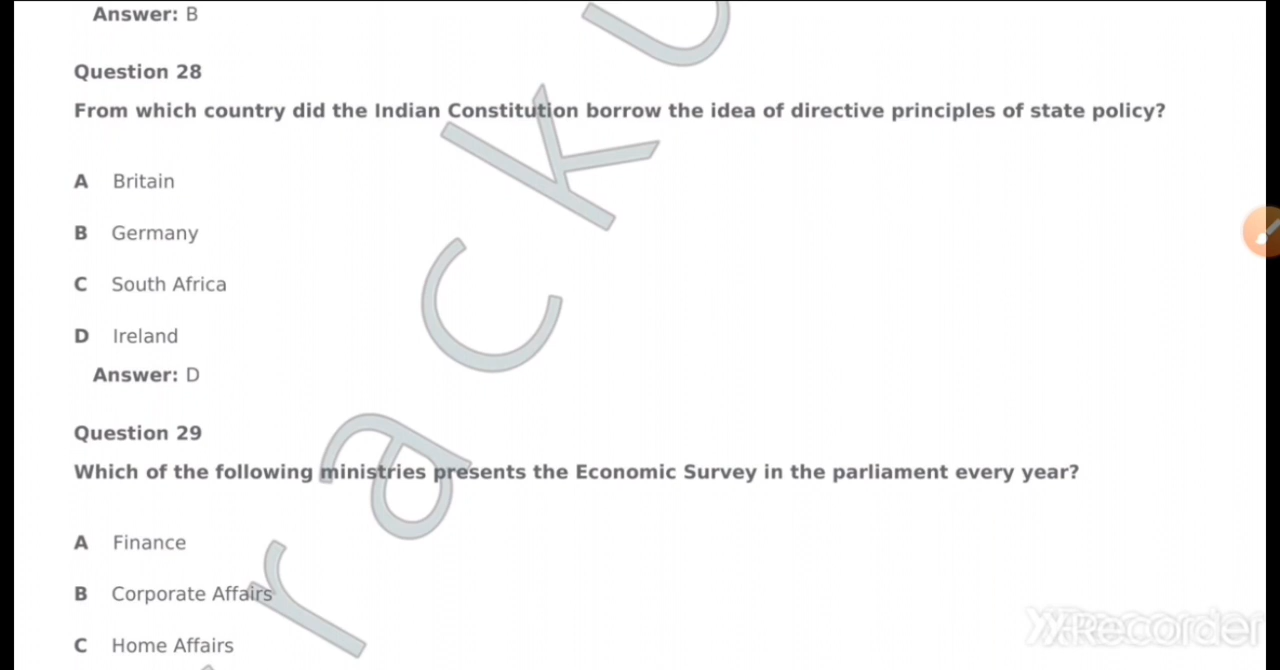 Answer: B
Question 28
From which country did the Indian Constitution borrow the idea of directive principles of state policy?
A Britain
B Germany
C South Africa
D Ireland
Answer: D
Question 29
Which of the following ministries presents the Economic Survey in the parliament every year?
A Finance
B Corporate Affairs
C Home Affairs
r a c k u
XRecorder